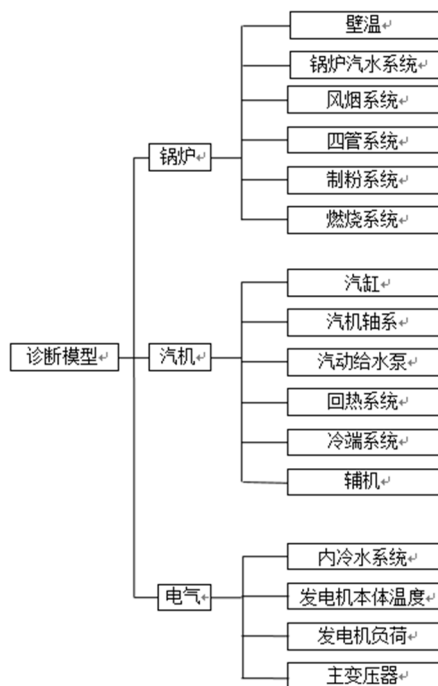 壁温
锅炉汽水系统
风烟系统
四管系统
制粉系统
燃烧系统
锅炉
汽缸
汽机轴系
汽动给水泵
回热系统
冷端系统
辅机
汽机
诊断模型
内冷水系统
发电机本体温度
发电机负荷
主变压器
电气